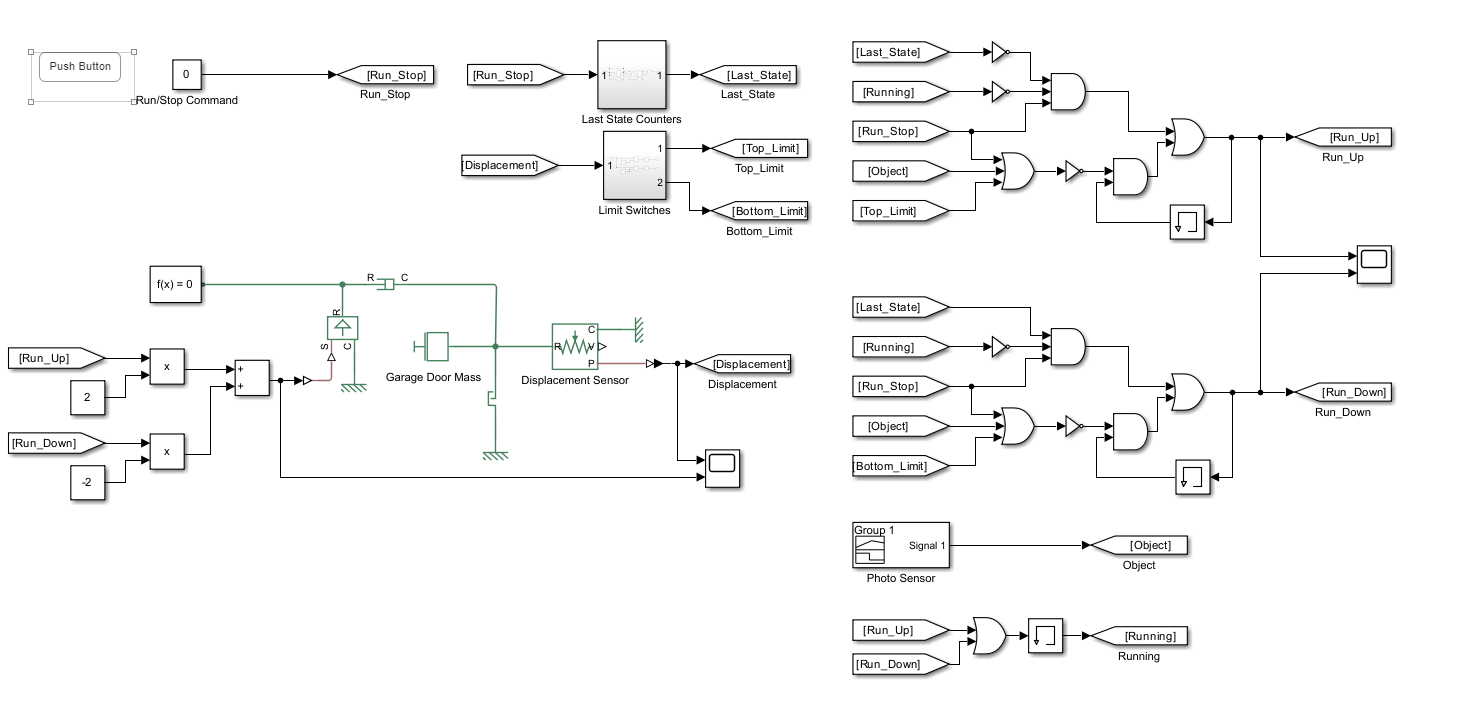 Push Button
0
Run/Stop Command
[Run_Stop]
Run_Stop
[Run_Stop]
1
1
Last State Counters
[Last_State]
Last_State
[Displacement]
1
1
2
Limit Switches
[Top_Limit]
Top_Limit
[Bottom_Limit]
Bottom_Limit
f(x) = 0
R
C
R
S
C
[Run_Up]
2
x
[Run_Down]
-2
x
+
+
Garage Door Mass
R
C
V
P
Displacement Sensor
[Displacement]
Displacement
[Last_State]
[Running]
[Run_Stop]
[Object]
[Top_Limit]
[Run_Up]
Run_Up
[Last_State]
[Running]
[Run_Stop]
[Object]
[Bottom_Limit]
[Run_Down]
Run_Down
Group 1
Signal 1
Photo Sensor
[Object]
Object
[Run_Up]
[Run_Down]
[Running]
Running